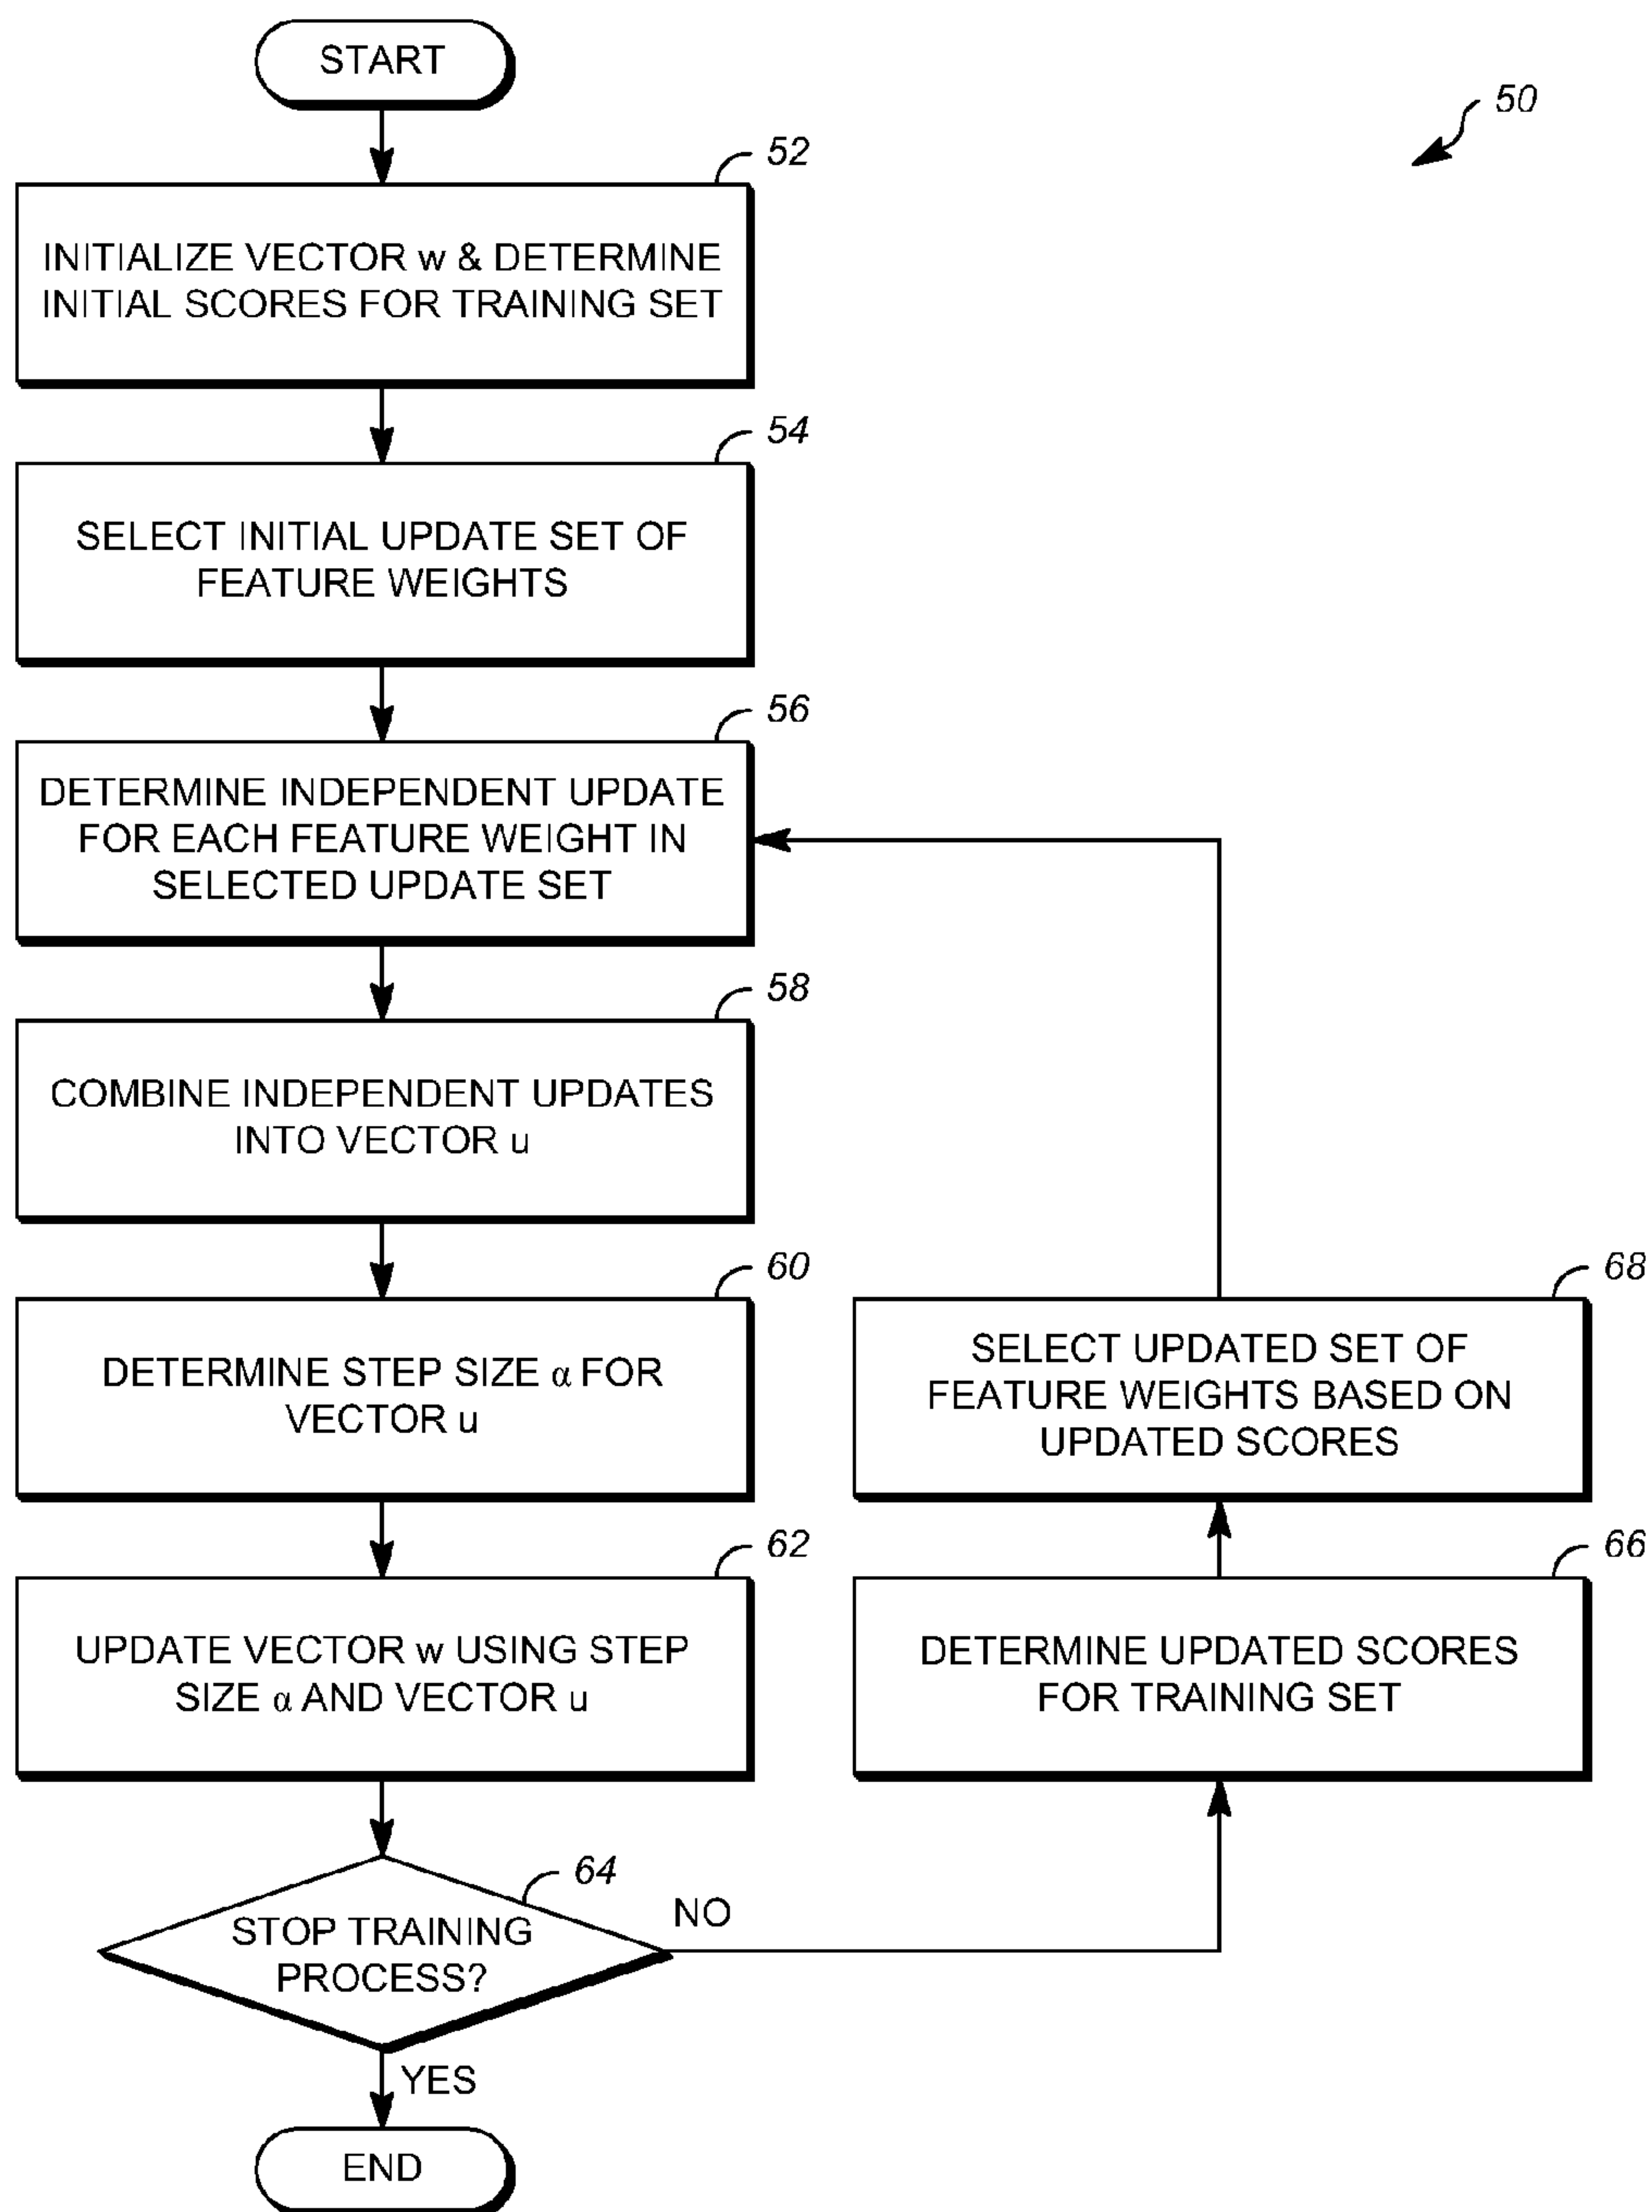 START
50
52
INITIALIZE VECTOR w & DETERMINE
INITIAL SCORES FOR TRAINING SET
54
SELECT INITIAL UPDATE SET OF
FEATURE WEIGHTS
56
DETERMINE INDEPENDENT UPDATE
FOR EACH FEATURE WEIGHT IN
SELECTED UPDATE SET
58
COMBINE INDEPENDENT UPDATES
INTO VECTOR u
60
DETERMINE STEP SIZE α FOR
VECTOR u
62
UPDATE VECTOR w USING STEP
SIZE α AND VECTOR u
64
STOP TRAINING
PROCESS?
NO
YES
END
66
DETERMINE UPDATED SCORES
FOR TRAINING SET
68
SELECT UPDATED SET OF
FEATURE WEIGHTS BASED ON
UPDATED SCORES